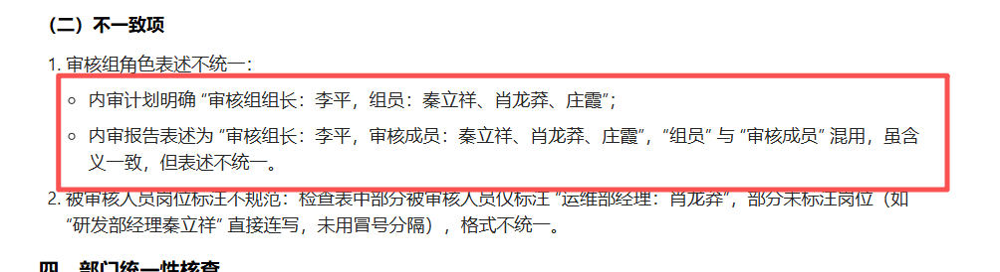 （二）不一致项
1. 审核组角色表述不统一：
○ 内审计划明确 “审核组组长：李平，组员：秦立祥、肖龙莽、庄霞”；
○ 内审报告表述为 “审核组长：李平，审核成员：秦立祥、肖龙莽、庄霞”，“组员” 与 “审核成员” 混用，虽含
义一致，但表述不统一。
2. 被审核人员岗位标注不规范：检查表中部分被审核人员仅标注 “运维部经理：肖龙莽”，部分未标注岗位（如
“研发部经理秦立祥” 直接连写，未用冒号分隔），格式不统一。
四、部门统一性核查